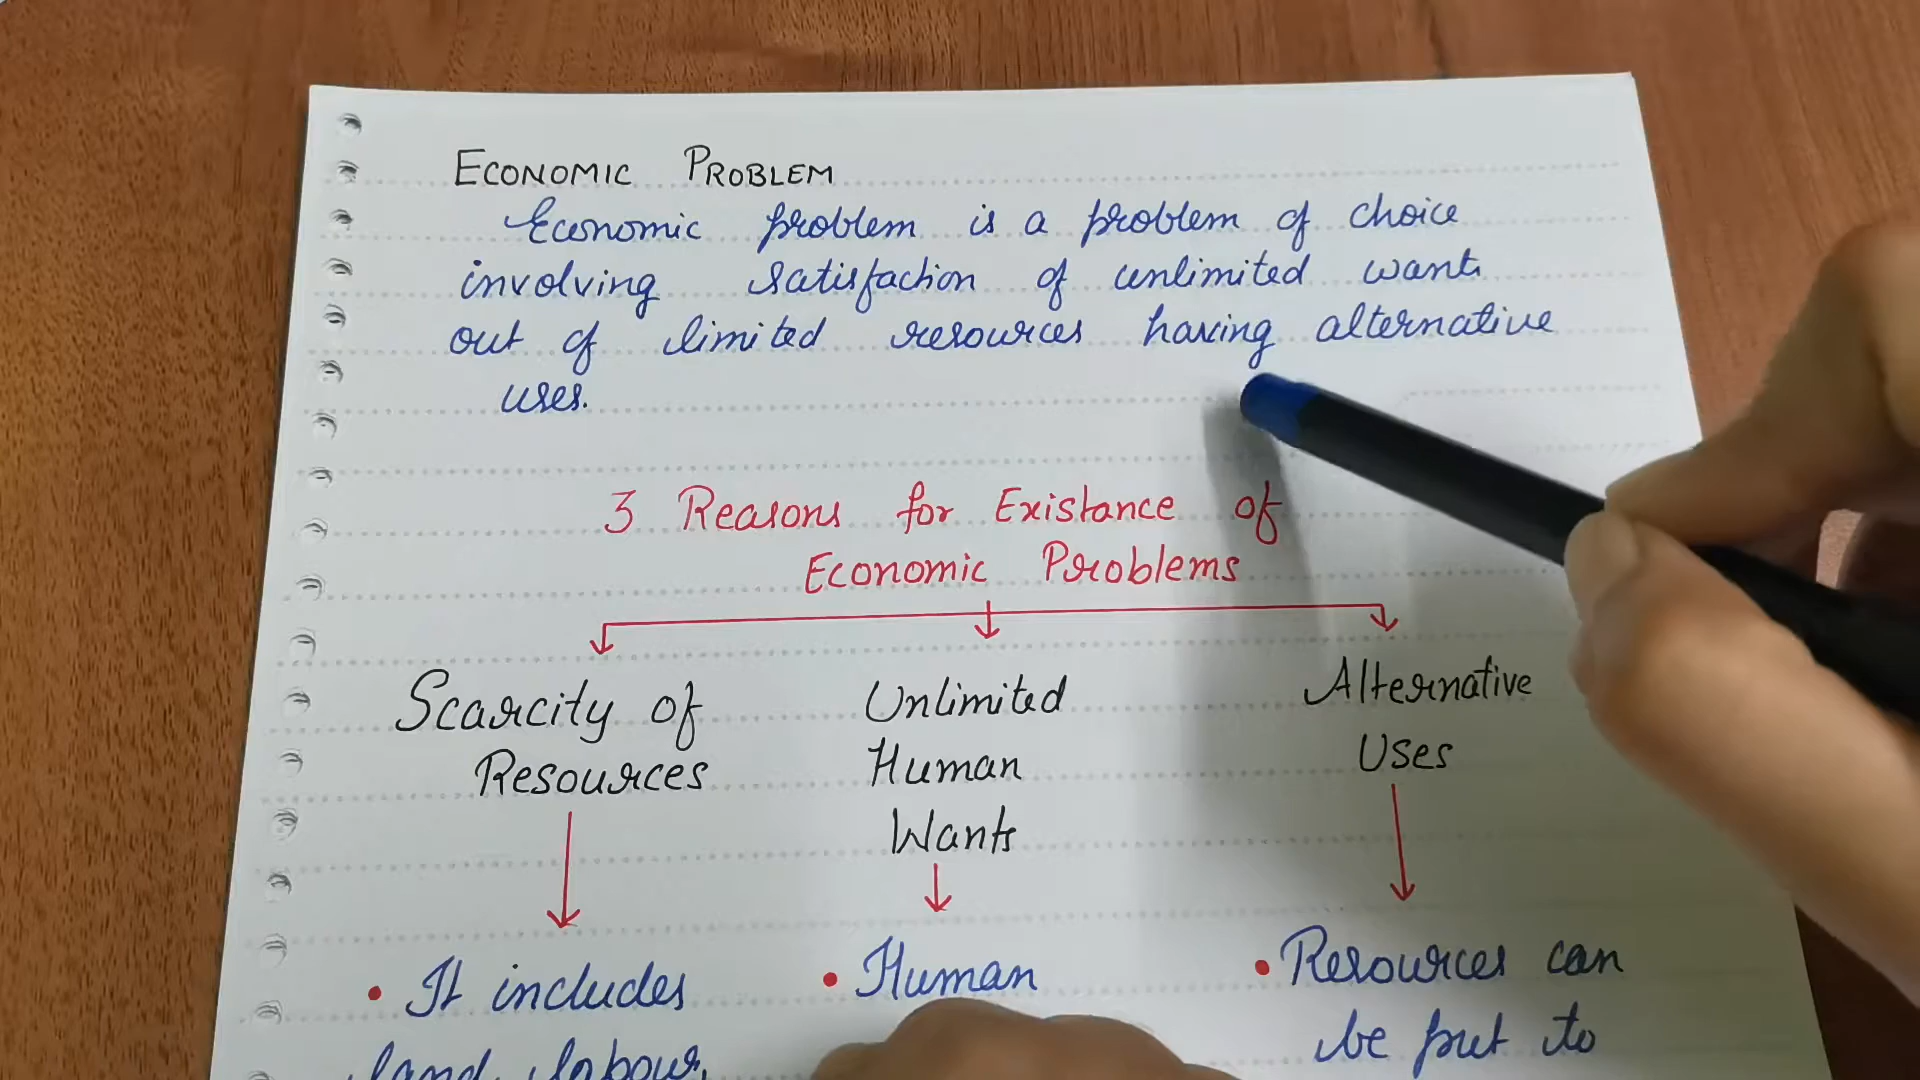 ECONOMIC PROBLEM
Economic problem is a problem of choice
involving satisfaction of unlimited wants
out of limited resources having alternative
uses.
3 Reasons for Existance of
Economic Problems
Scarcity of
Resources
Unlimited
Human
Wants
Alternative
Uses
• It includes
land, labour,
• Human
• Resources can
be put to